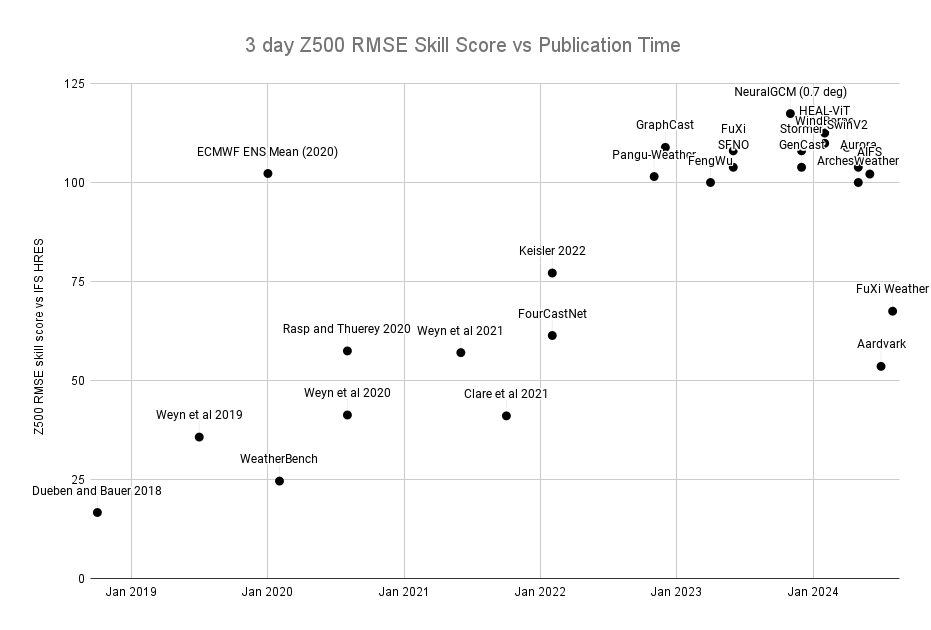 3 day Z500 RMSE Skill Score vs Publication Time
Z500 RMSE skill score vs IFS HRES
125
100
75
50
25
0
NeuralGCM (0.7 deg)
HEAL-ViT
SwinV2
GraphCast
FuXi
Stormer
SFNO
GenCast
Aurora
AIFS
ECMWF ENS Mean (2020)
Pangu-Weather
FengWu
ArchesWeather
Keisler 2022
FuXi Weather
FourCastNet
Rasp and Thuerey 2020
Weyn et al 2021
Aardvark
Weyn et al 2020
Clare et al 2021
Weyn et al 2019
WeatherBench
Dueben and Bauer 2018
Jan 2019
Jan 2020
Jan 2021
Jan 2022
Jan 2023
Jan 2024